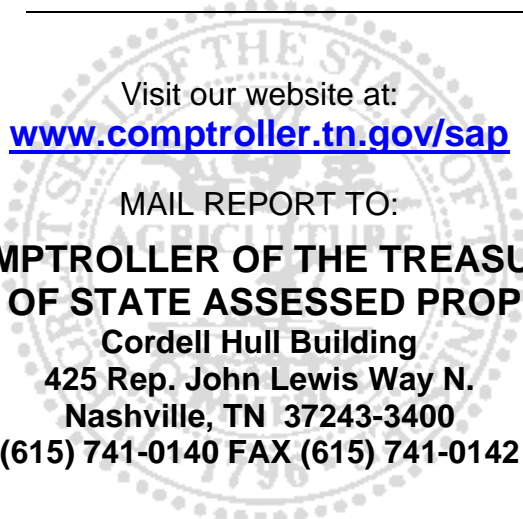 Visit our website at:
www.comptroller.tn.gov/sap
MAIL REPORT TO:
OF THE TREASU
OF STATE ASSESSED PROP
Cordell Hull Building
425 Rep. John Lewis Way N.
Nashville, TN 37243-3400
(615) 741-0140 FAX (615) 741-0142
AGRICULTURE
1796